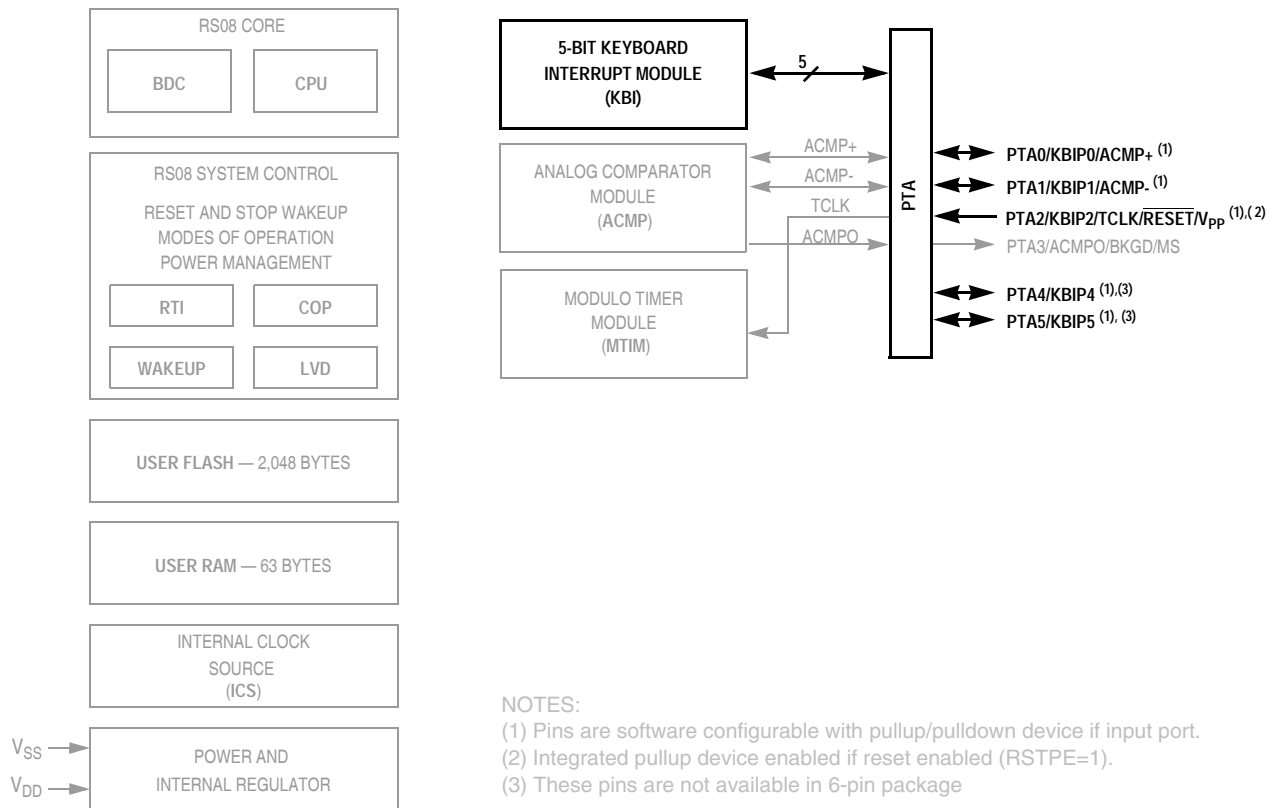 RS08 CORE
BDC
CPU
RS08 SYSTEM CONTROL
RESET AND STOP WAKEUP
MODES OF OPERATION
POWER MANAGEMENT
RTI
COP
WAKEUP
LVD
USER FLASH — 2,048 BYTES
USER RAM — 63 BYTES
INTERNAL CLOCK
SOURCE
(ICS)
VSS
VDD
POWER AND
INTERNAL REGULATOR
5-BIT KEYBOARD
INTERRUPT MODULE
(KBI)
5
ANALOG COMPARATOR
MODULE
(ACMP)
ACMP+
ACMP-
TCLK
ACMPO
MODULO TIMER
MODULE
(MTIM)
PTA
PTA0/KBIP0/ACMP+ (1)
PTA1/KBIP1/ACMP- (1)
PTA2/KBIP2/TCLK/RESET/VPP (1),( 2)
PTA3/ACMPO/BKGD/MS
PTA4/KBIP4 (1),(3)
PTA5/KBIP5 (1), (3)
NOTES:
(1) Pins are software configurable with pullup/pulldown device if input port.
(2) Integrated pullup device enabled if reset enabled (RSTPE=1).
(3) These pins are not available in 6-pin package